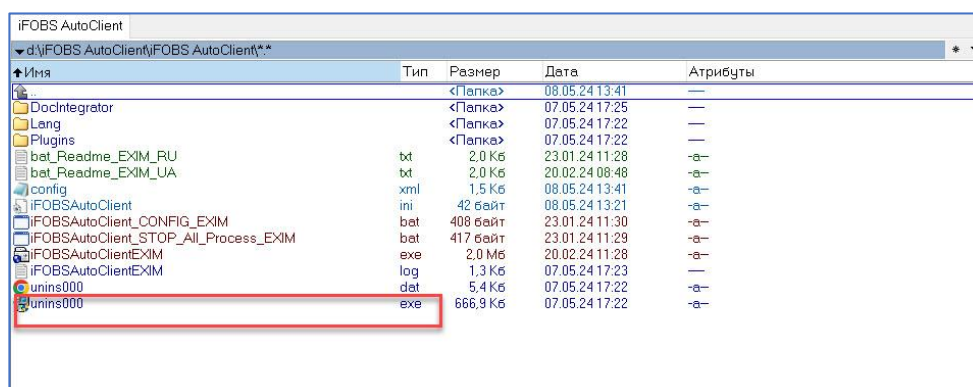 iFOBS AutoClient
d:\iFOBS AutoClient\iFOBS AutoClient\*.*
Имя Тип Размер Дата Атрибуты
.. <Папка> 08.05.24 13:41 —
DocIntegrator <Папка> 07.05.24 17:25 —
Lang <Папка> 07.05.24 17:22 —
Plugins <Папка> 07.05.24 17:22 —
bat_Readme_EXIM_RU txt 2,0 Кб 23.01.24 11:28 -a—
bat_Readme_EXIM_UA txt 2,0 Кб 20.02.24 08:48 -a—
config xml 1,5 Кб 08.05.24 13:41 -a—
iFOBSAutoClient ini 42 байт 08.05.24 13:21 -a—
iFOBSAutoClient_CONFIG_EXIM bat 408 байт 23.01.24 11:30 -a—
iFOBSAutoClient_STOP_All_Process_EXIM bat 417 байт 23.01.24 11:29 -a—
iFOBSAutoClientEXIM exe 2,0 Мб 20.02.24 11:28 -a—
iFOBSAutoClientEXIM log 1,3 Кб 07.05.24 17:23 —
unins000 dat 5,4 Кб 07.05.24 17:22 -a—
unins000 exe 666,9 Кб 07.05.24 17:22 -a—